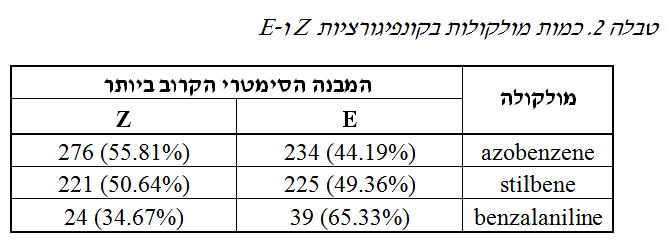 טבלה 2. כמות מולקולות בקונפיגורציות Z ו-E
מולקולה המבנה הסימטרי הקרוב ביותר
E Z
azobenzene 234 (44.19%) 276 (55.81%)
stilbene 225 (49.36%) 221 (50.64%)
benzalaniline 39 (65.33%) 24 (34.67%)